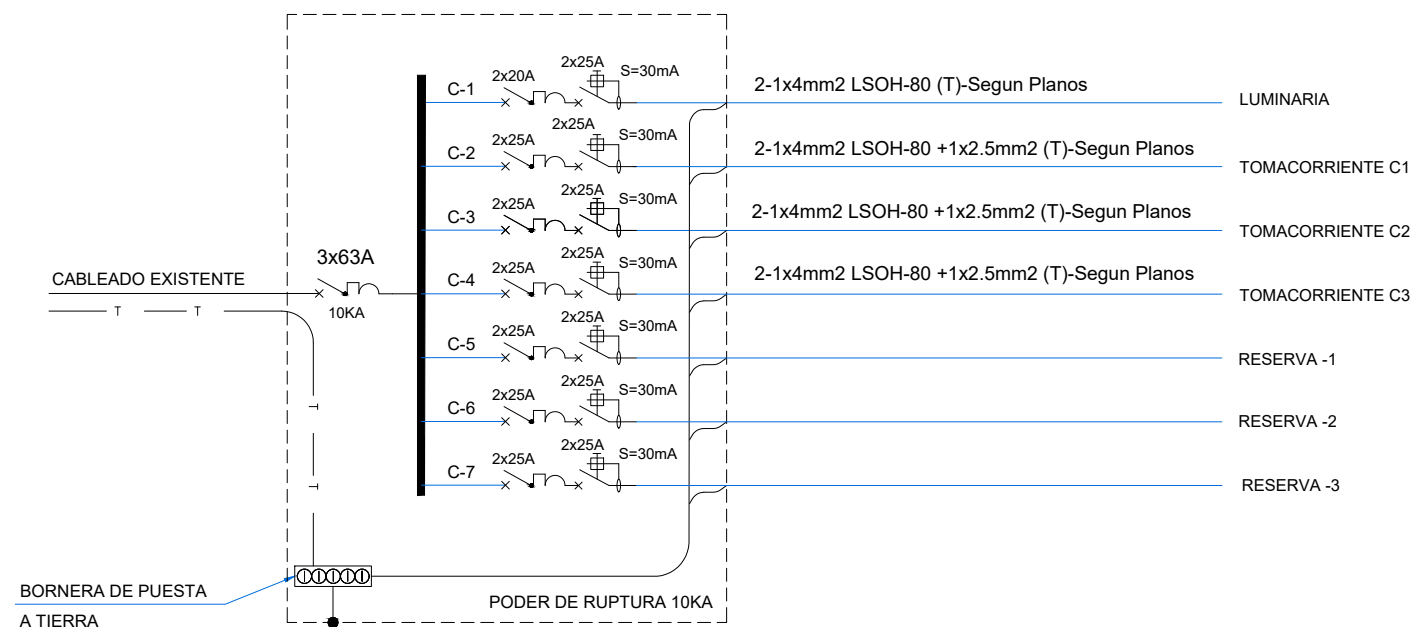 2x25A
S=30mA
2x20A
C-1
2-1x4mm2 LSOH-80 (T)-Segun Planos
LUMINARIA
2x25A
S=30mA
2x25A
C-2
2-1x4mm2 LSOH-80 +1x2.5mm2 (T)-Segun Planos
TOMACORRIENTE C1
2x25A
S=30mA
2x25A
C-3
2-1x4mm2 LSOH-80 +1x2.5mm2 (T)-Segun Planos
TOMACORRIENTE C2
3x63A
10KA
CABLEADO EXISTENTE
T
T
2x25A
S=30mA
2x25A
C-4
2-1x4mm2 LSOH-80 +1x2.5mm2 (T)-Segun Planos
TOMACORRIENTE C3
2x25A
S=30mA
2x25A
C-5
RESERVA -1
T
2x25A
S=30mA
2x25A
C-6
RESERVA -2
T
2x25A
S=30mA
2x25A
C-7
RESERVA -3
BORNERA DE PUESTA
A TIERRA
PODER DE RUPTURA 10KA